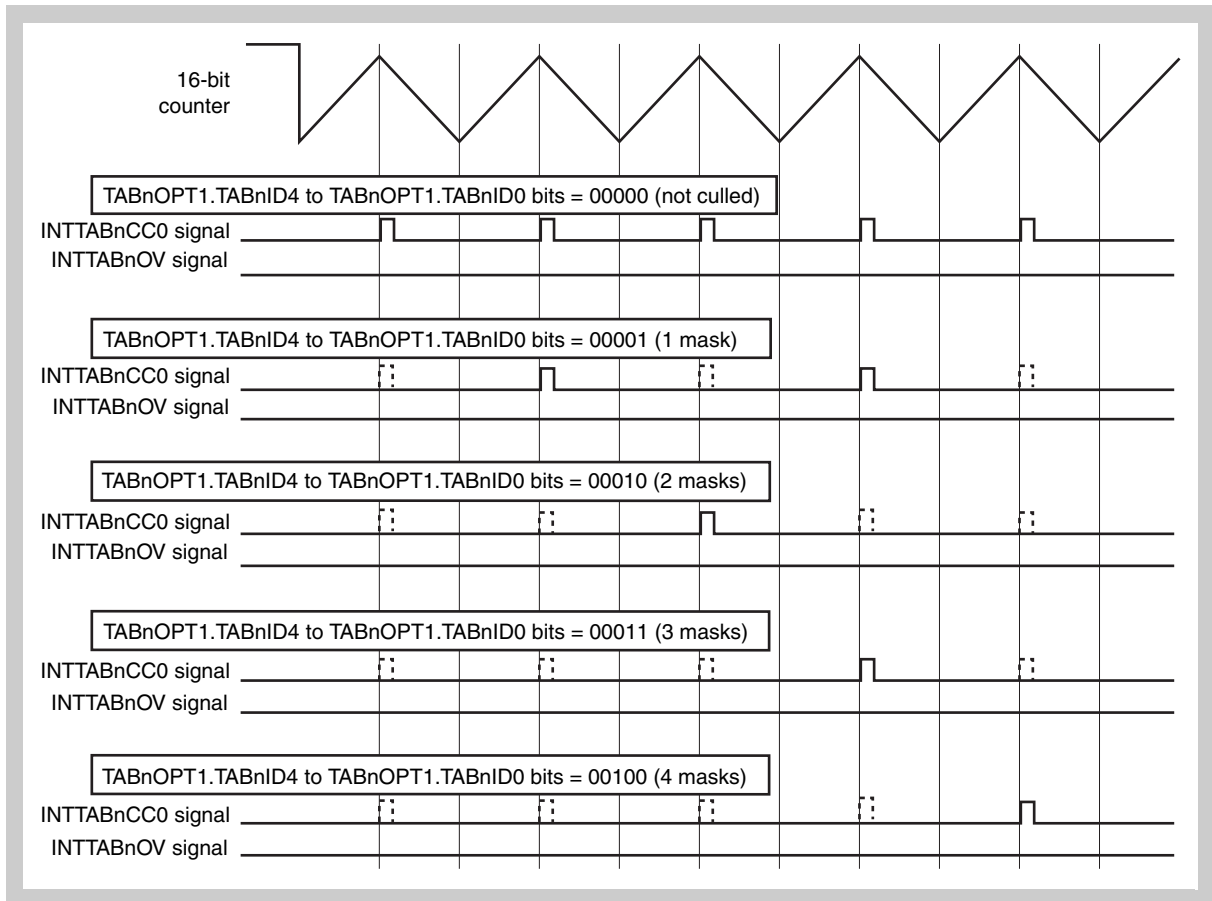 16-bit
counter
TABnOPT1.TABnID4 to TABnOPT1.TABnID0 bits = 00000 (not culled)
INTTABnCC0 signal
INTTABnOV signal
TABnOPT1.TABnID4 to TABnOPT1.TABnID0 bits = 00001 (1 mask)
INTTABnCC0 signal
INTTABnOV signal
TABnOPT1.TABnID4 to TABnOPT1.TABnID0 bits = 00010 (2 masks)
INTTABnCC0 signal
INTTABnOV signal
TABnOPT1.TABnID4 to TABnOPT1.TABnID0 bits = 00011 (3 masks)
INTTABnCC0 signal
INTTABnOV signal
TABnOPT1.TABnID4 to TABnOPT1.TABnID0 bits = 00100 (4 masks)
INTTABnCC0 signal
INTTABnOV signal